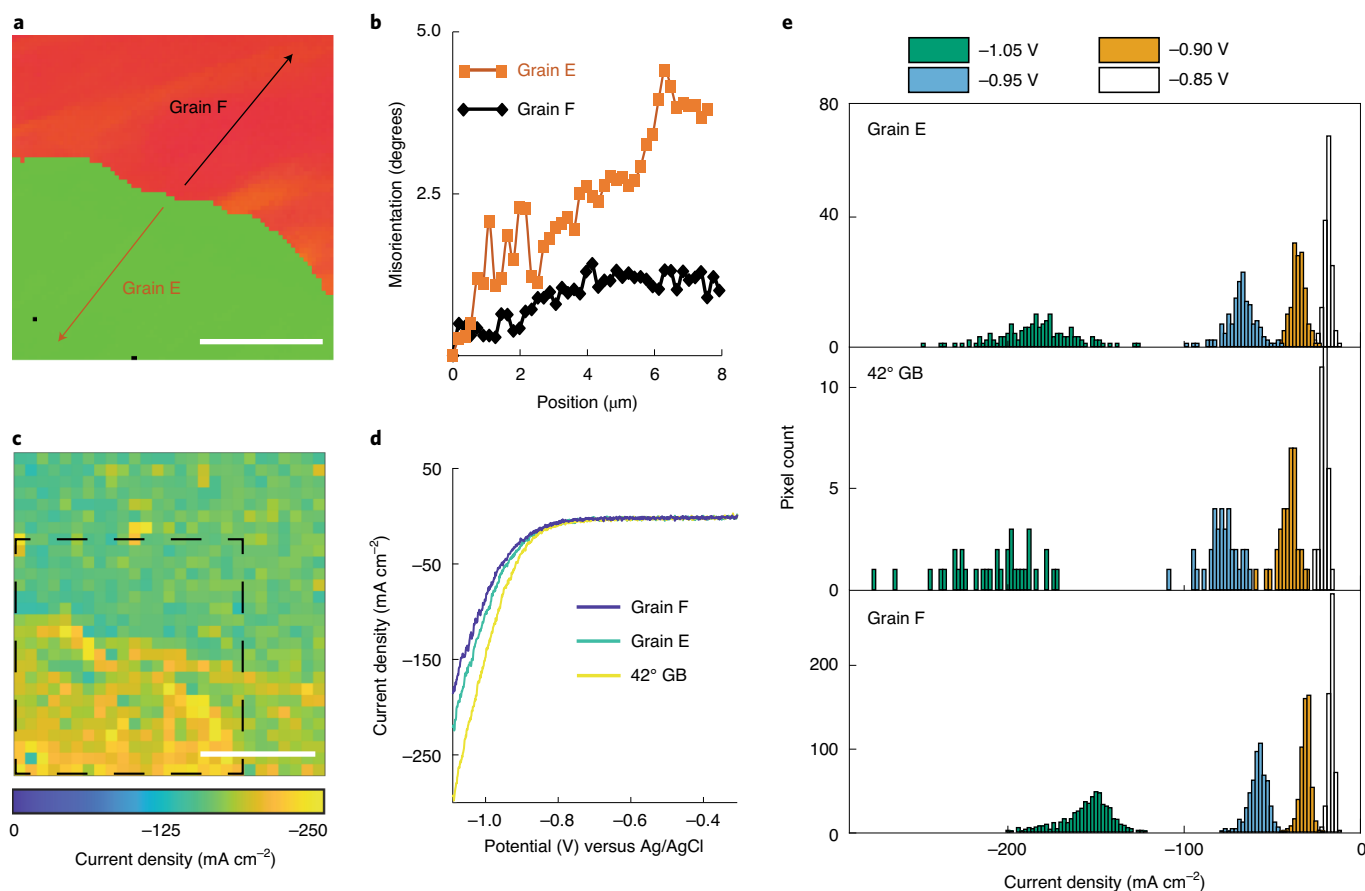 a
Grain F
Grain E
b
5.0
2.5
0
Misorientation (degrees)
Grain E
Grain F
0
2
4
6
8
Position (μm)
c
0
−125
−250
Current density (mA cm−2)
d
50
−50
−150
−250
Current density (mA cm−2)
Grain F
Grain E
42° GB
−1.0
−0.8
−0.6
−0.4
Potential (V) versus Ag/AgCl
e
−1.05 V
−0.90 V
−0.95 V
−0.85 V
80
40
0
Grain E
10
5
0
42° GB
Pixel count
200
100
0
Grain F
−200
−100
0
Current density (mA cm−2)